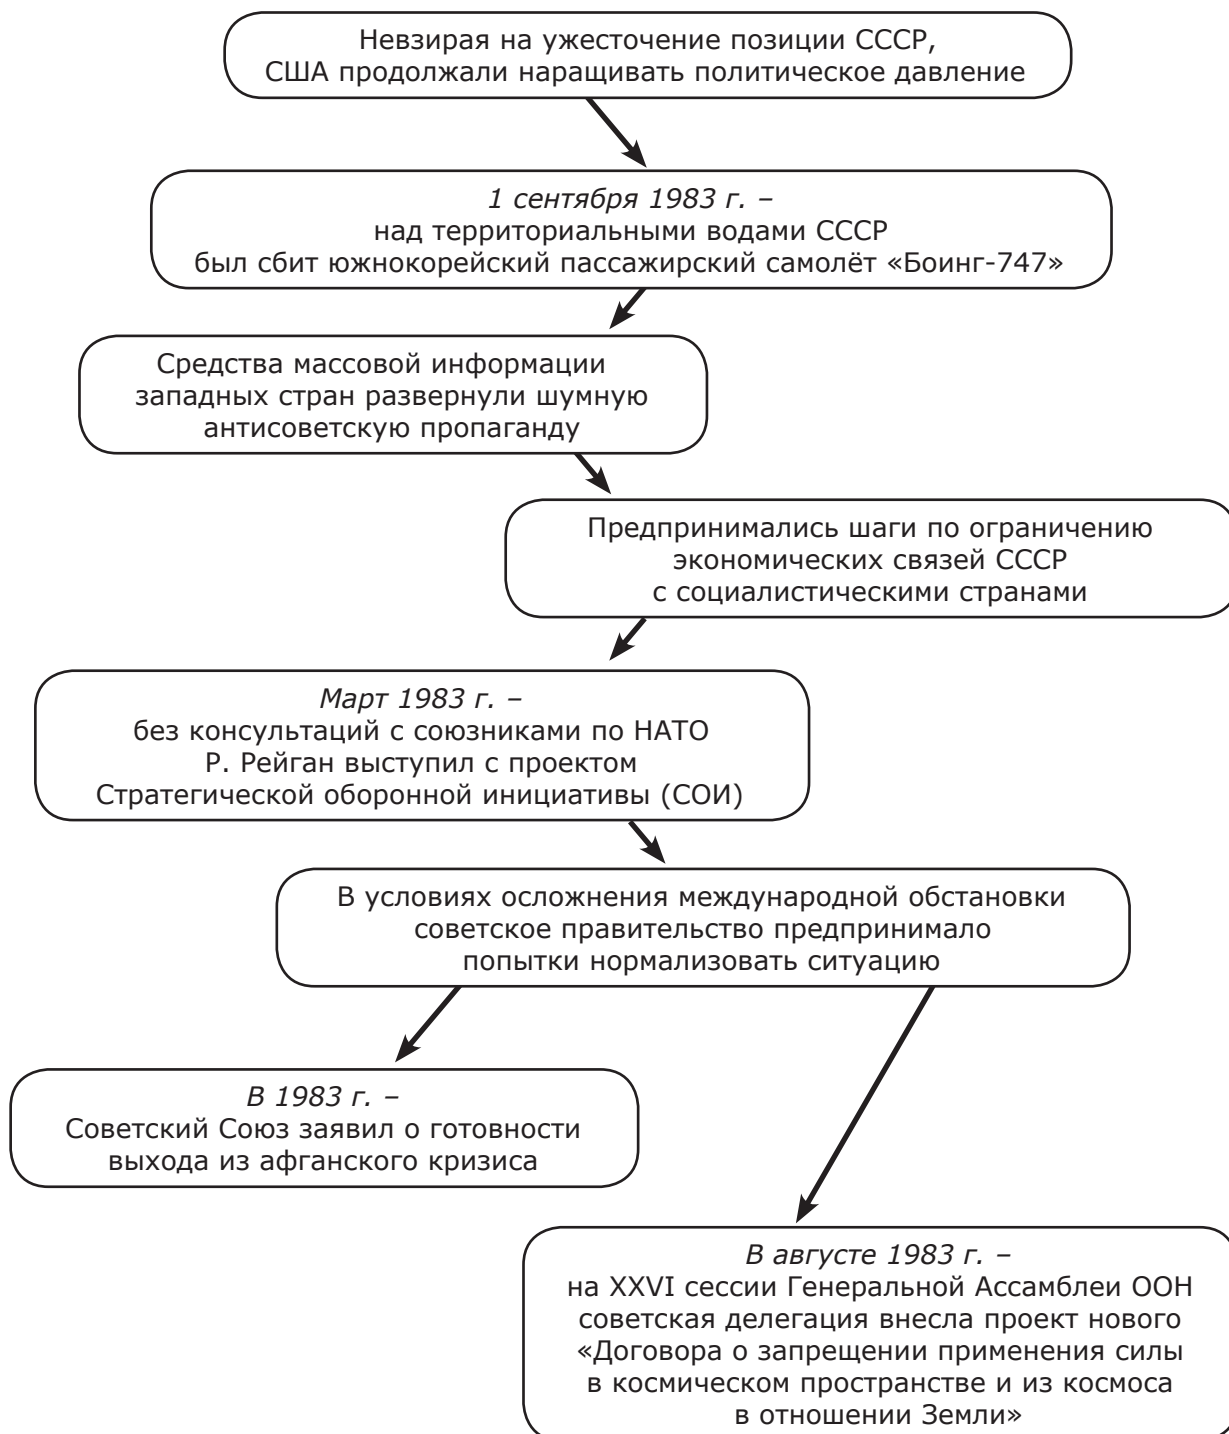 Невзирая на ужесточение позиции СССР,
США продолжали наращивать политическое давление
1 сентября 1983 г. –
над территориальными водами СССР
был сбит южнокорейский пассажирский самолёт «Боинг-747»
Средства массовой информации
западных стран развернули шумную
антисоветскую пропаганду
Предпринимались шаги по ограничению
экономических связей СССР
с социалистическими странами
Март 1983 г. –
без консультаций с союзниками по НАТО
Р. Рейган выступил с проектом
Стратегической оборонной инициативы (СОИ)
В условиях осложнения международной обстановки
советское правительство предпринимало
попытки нормализовать ситуацию
В 1983 г. –
Советский Союз заявил о готовности
выхода из афганского кризиса
В августе 1983 г. –
на XXVI сессии Генеральной Ассамблеи ООН
советская делегация внесла проект нового
«Договора о запрещении применения силы
в космическом пространстве и из космоса
в отношении Земли»